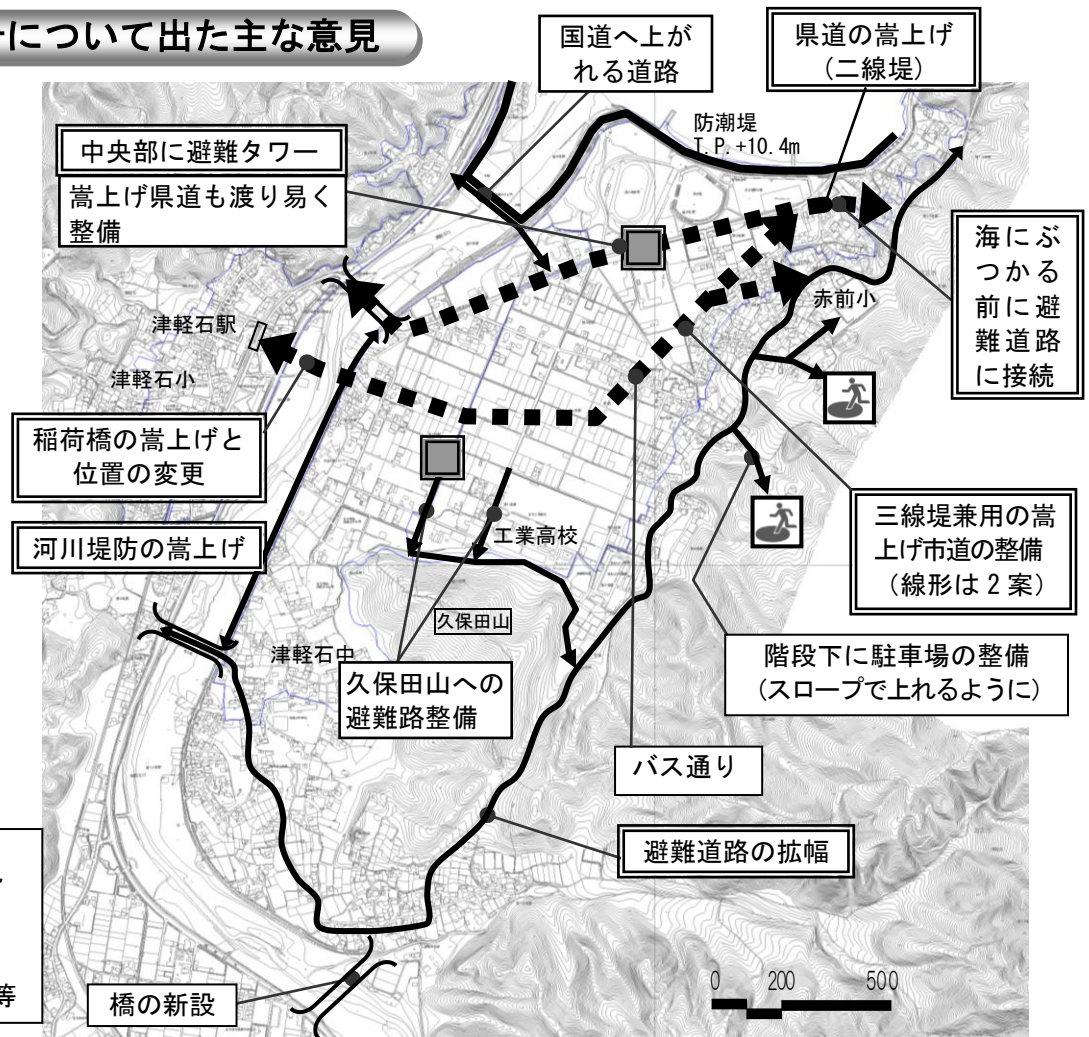 について出た主な意見
国道へ上が
れる道路
県道の嵩上げ
(二線堤)
防潮堤
T.P.+10.4m
中央部に避難タワー
嵩上げ県道も渡り易く
整備
海にぶ
つかる
前に避
難道路
に接続
津軽石駅
津軽石小
赤前小
稲荷橋の嵩上げと
位置の変更
河川堤防の嵩上げ
工業高校
三線堤兼用の嵩
上げ市道の整備
(線形は2案)
久保田山
津軽石中
久保田山への
避難路整備
階段下に駐車場の整備
(スロープで上れるように)
バス通り
避難道路の拡幅
等
橋の新設
0 200 500